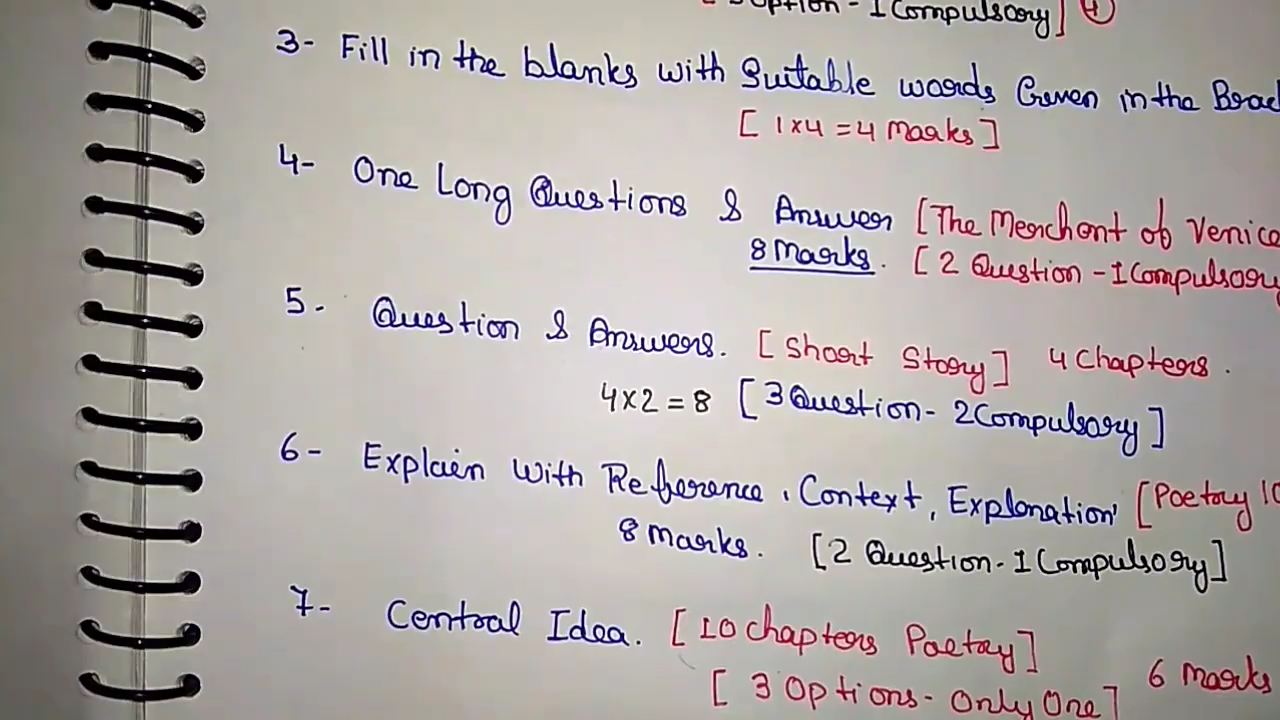 Option - 1 Compulsory] 4
3- Fill in the blanks with Suitable words Given in the
[ 1x4 = 4 Marks ]
4- One Long Questions & Answer [The Merchant of Venice
8 Marks. [ 2 Question - 1 Compulsory
5. Question & Answers. [ Short Story ] 4 Chapters.
4x2 = 8 [ 3 Question - 2 Compulsory ]
6- Explain With Reference, Context, Explanation [Poetry 10
8 Marks. [2 Question - 1 Compulsory]
7- Central Idea. [ 10 chapters Poetry ]
6 Marks
[ 3 Options - Only One ]